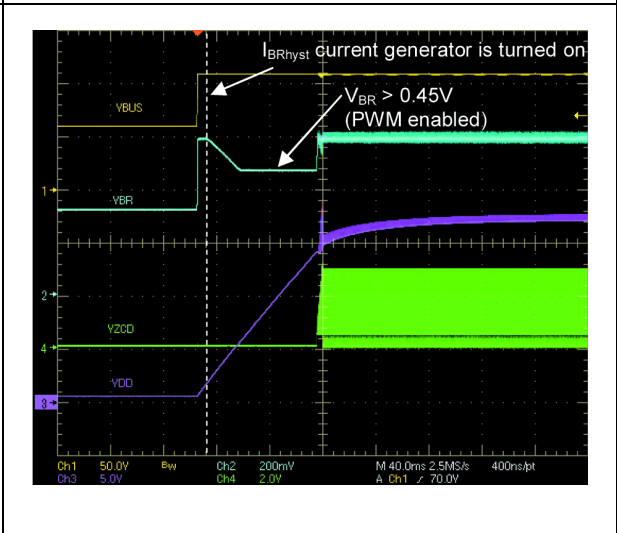 I_BRhyst current generator is turned on
V_BR > 0.45V
(PWM enabled)
VBUS
VBR
VZCD
VDD
1
2
4
3
Ch1 50.0V Bw Ch2 200mV M 40.0ms 2.5MS/s 400ns/pt
Ch3 5.0V Ch4 2.0V A Ch1 / 70.0V